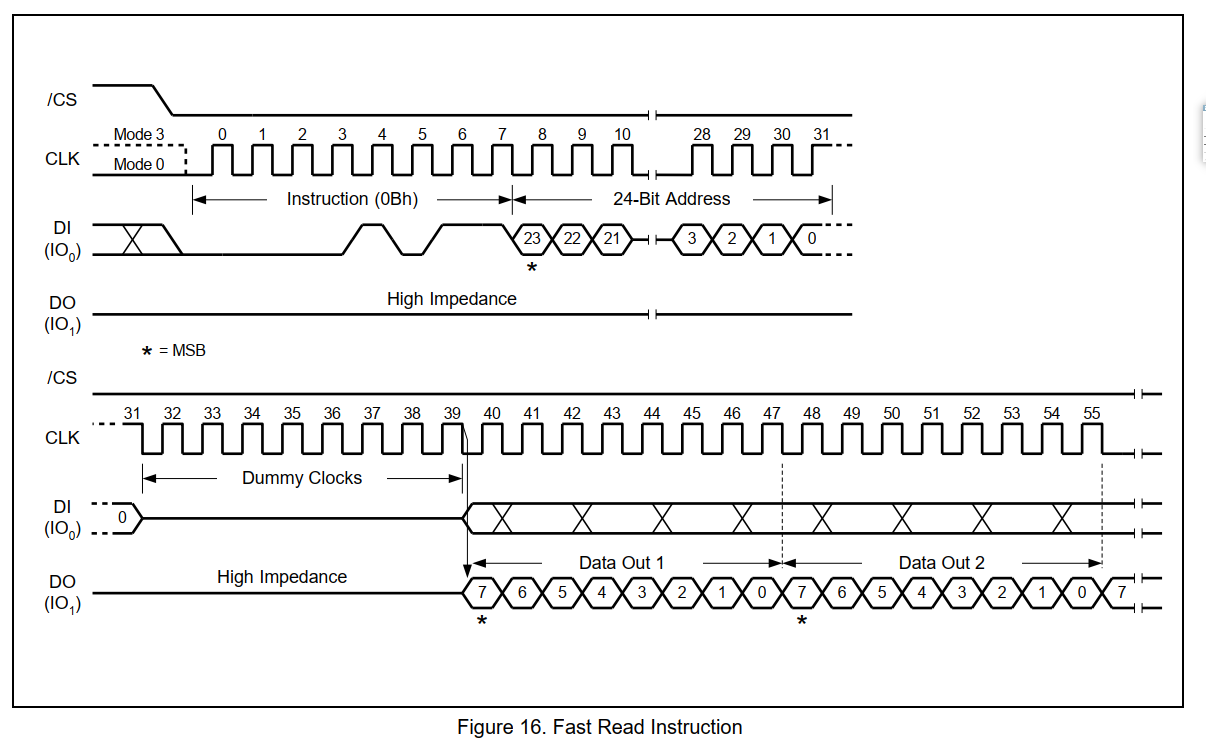 /CS
Mode 3 0 1 2 3 4 5 6 7 8 9 10 28 29 30 31
CLK
Mode 0
Instruction (0Bh) 24-Bit Address
DI
(IO0) 23 22 21 3 2 1 0
*
DO High Impedance
(IO1)
* = MSB
/CS
31 32 33 34 35 36 37 38 39 40 41 42 43 44 45 46 47 48 49 50 51 52 53 54 55
CLK
Dummy Clocks
DI
(IO0) 0
Data Out 1 Data Out 2
DO High Impedance
(IO1) 7 6 5 4 3 2 1 0 7 6 5 4 3 2 1 0 7
* *
Figure 16. Fast Read Instruction